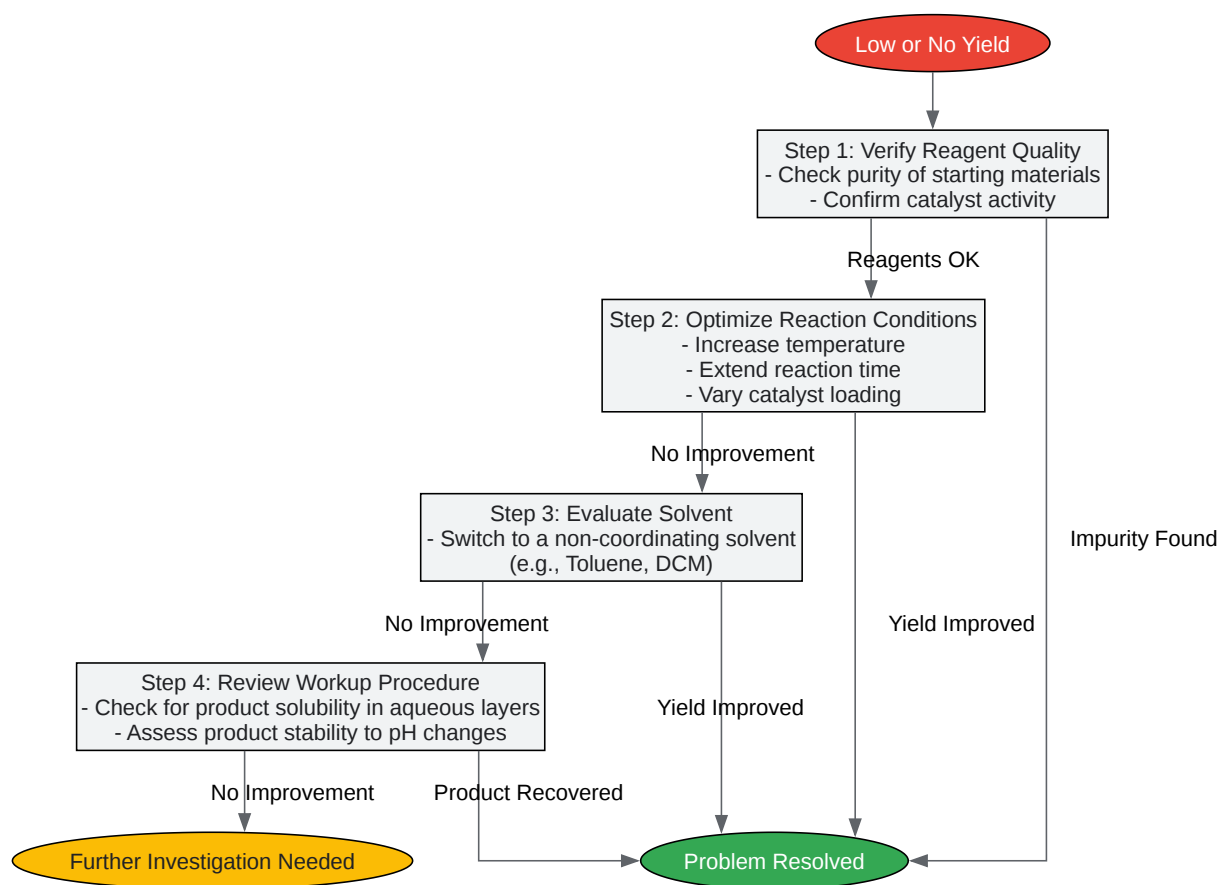 Low or No Yield
Step 1: Verify Reagent Quality
- Check purity of starting materials
- Confirm catalyst activity
Reagents OK
Step 2: Optimize Reaction Conditions
- Increase temperature
- Extend reaction time
- Vary catalyst loading
No Improvement
Step 3: Evaluate Solvent
- Switch to a non-coordinating solvent
(e.g., Toluene, DCM)
Impurity Found
No Improvement
Yield Improved
Step 4: Review Workup Procedure
- Check for product solubility in aqueous layers
- Assess product stability to pH changes
Yield Improved
No Improvement
Product Recovered
Further Investigation Needed
Problem Resolved